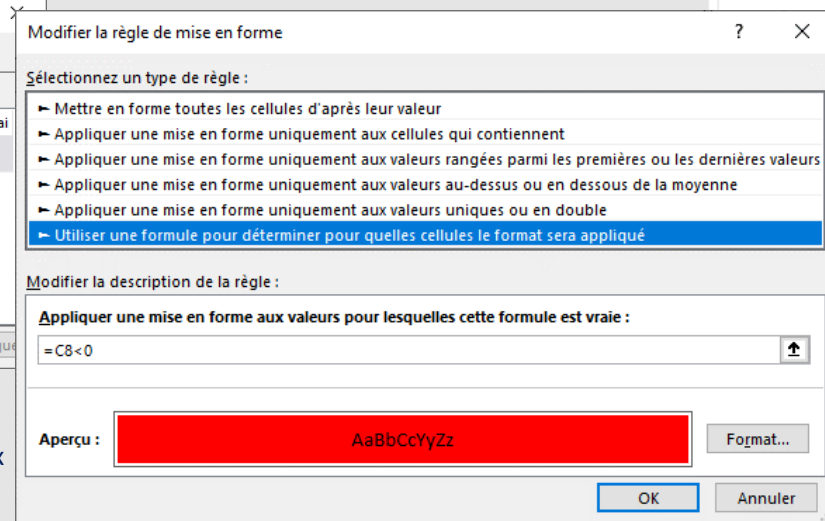 Modifier la règle de mise en forme
Sélectionnez un type de règle :
► Mettre en forme toutes les cellules d'après leur valeur
ai
► Appliquer une mise en forme uniquement aux cellules qui contiennent
► Appliquer une mise en forme uniquement aux valeurs rangées parmi les premières ou les dernières valeurs
► Appliquer une mise en forme uniquement aux valeurs au-dessus ou en dessous de la moyenne
► Appliquer une mise en forme uniquement aux valeurs uniques ou en double
► Utiliser une formule pour déterminer pour quelles cellules le format sera appliqué
Modifier la description de la règle :
Appliquer une mise en forme aux valeurs pour lesquelles cette formule est vraie :
=C8<0
Aperçu :
AaBbCcYyZz
Format...
OK
Annuler